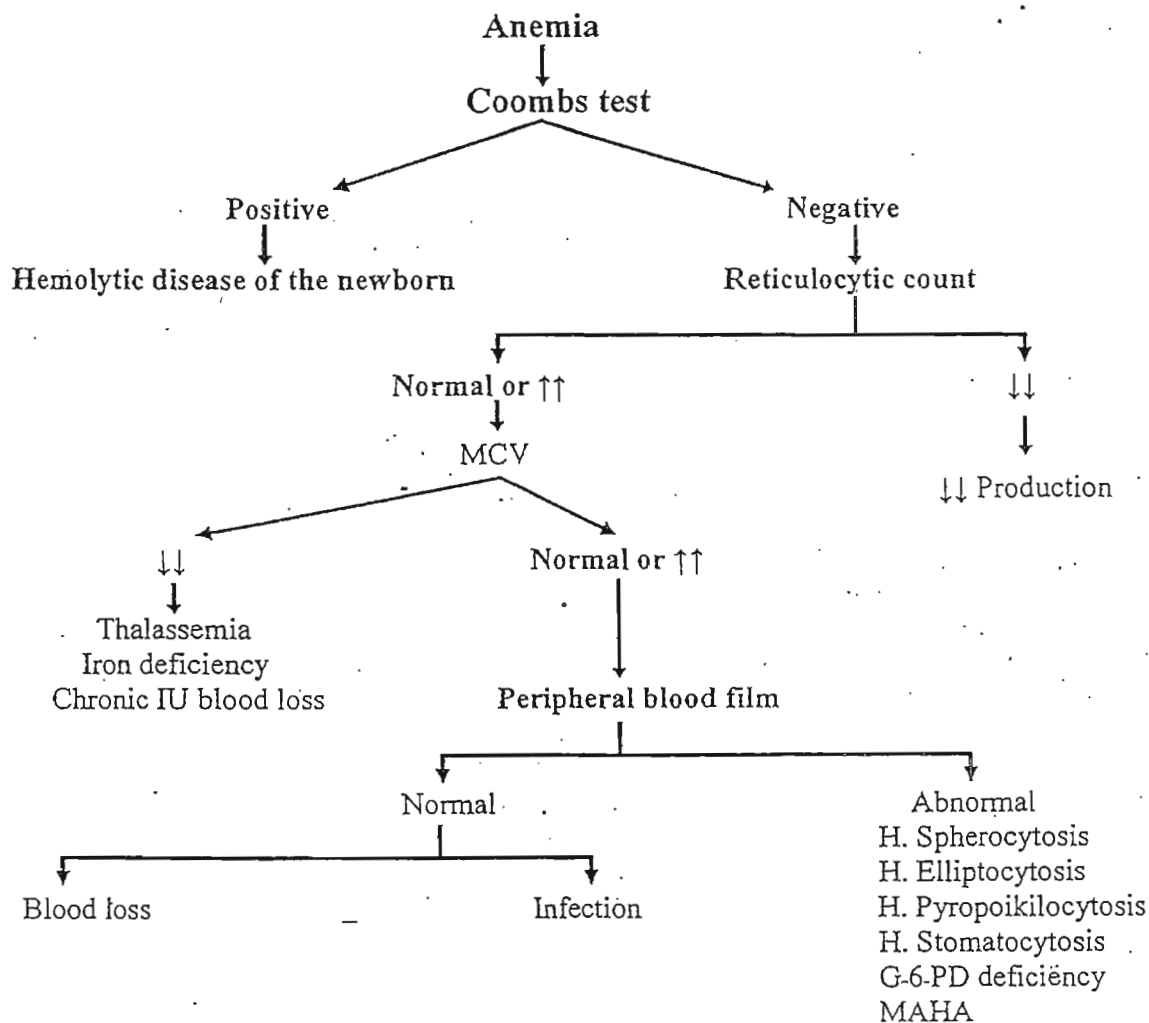 Anemia
Coombs test
Positive
Negative
Hemolytic disease of the newborn
Reticulocytic count
Normal or ↑↑
↓↓
MCV
↓↓ Production
↓↓
Normal or ↑↑
Thalassemia
Iron deficiency
Chronic IU blood loss
Peripheral blood film
Normal
Abnormal
H. Spherocytosis
H. Elliptocytosis
H. Pyropoikilocytosis
H. Stomatocytosis
G-6-PD deficiency
MAHA
Blood loss
Infection